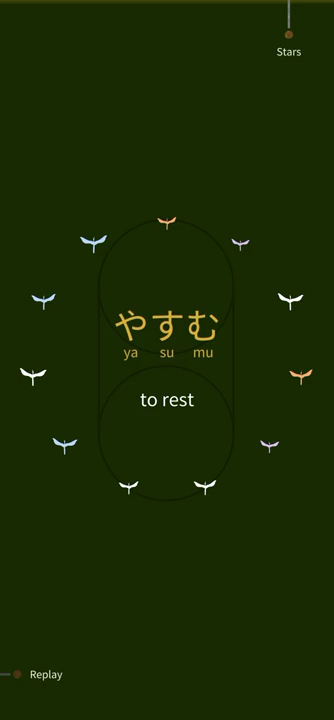 Stars
やすむ
ya su mu
to rest
Replay